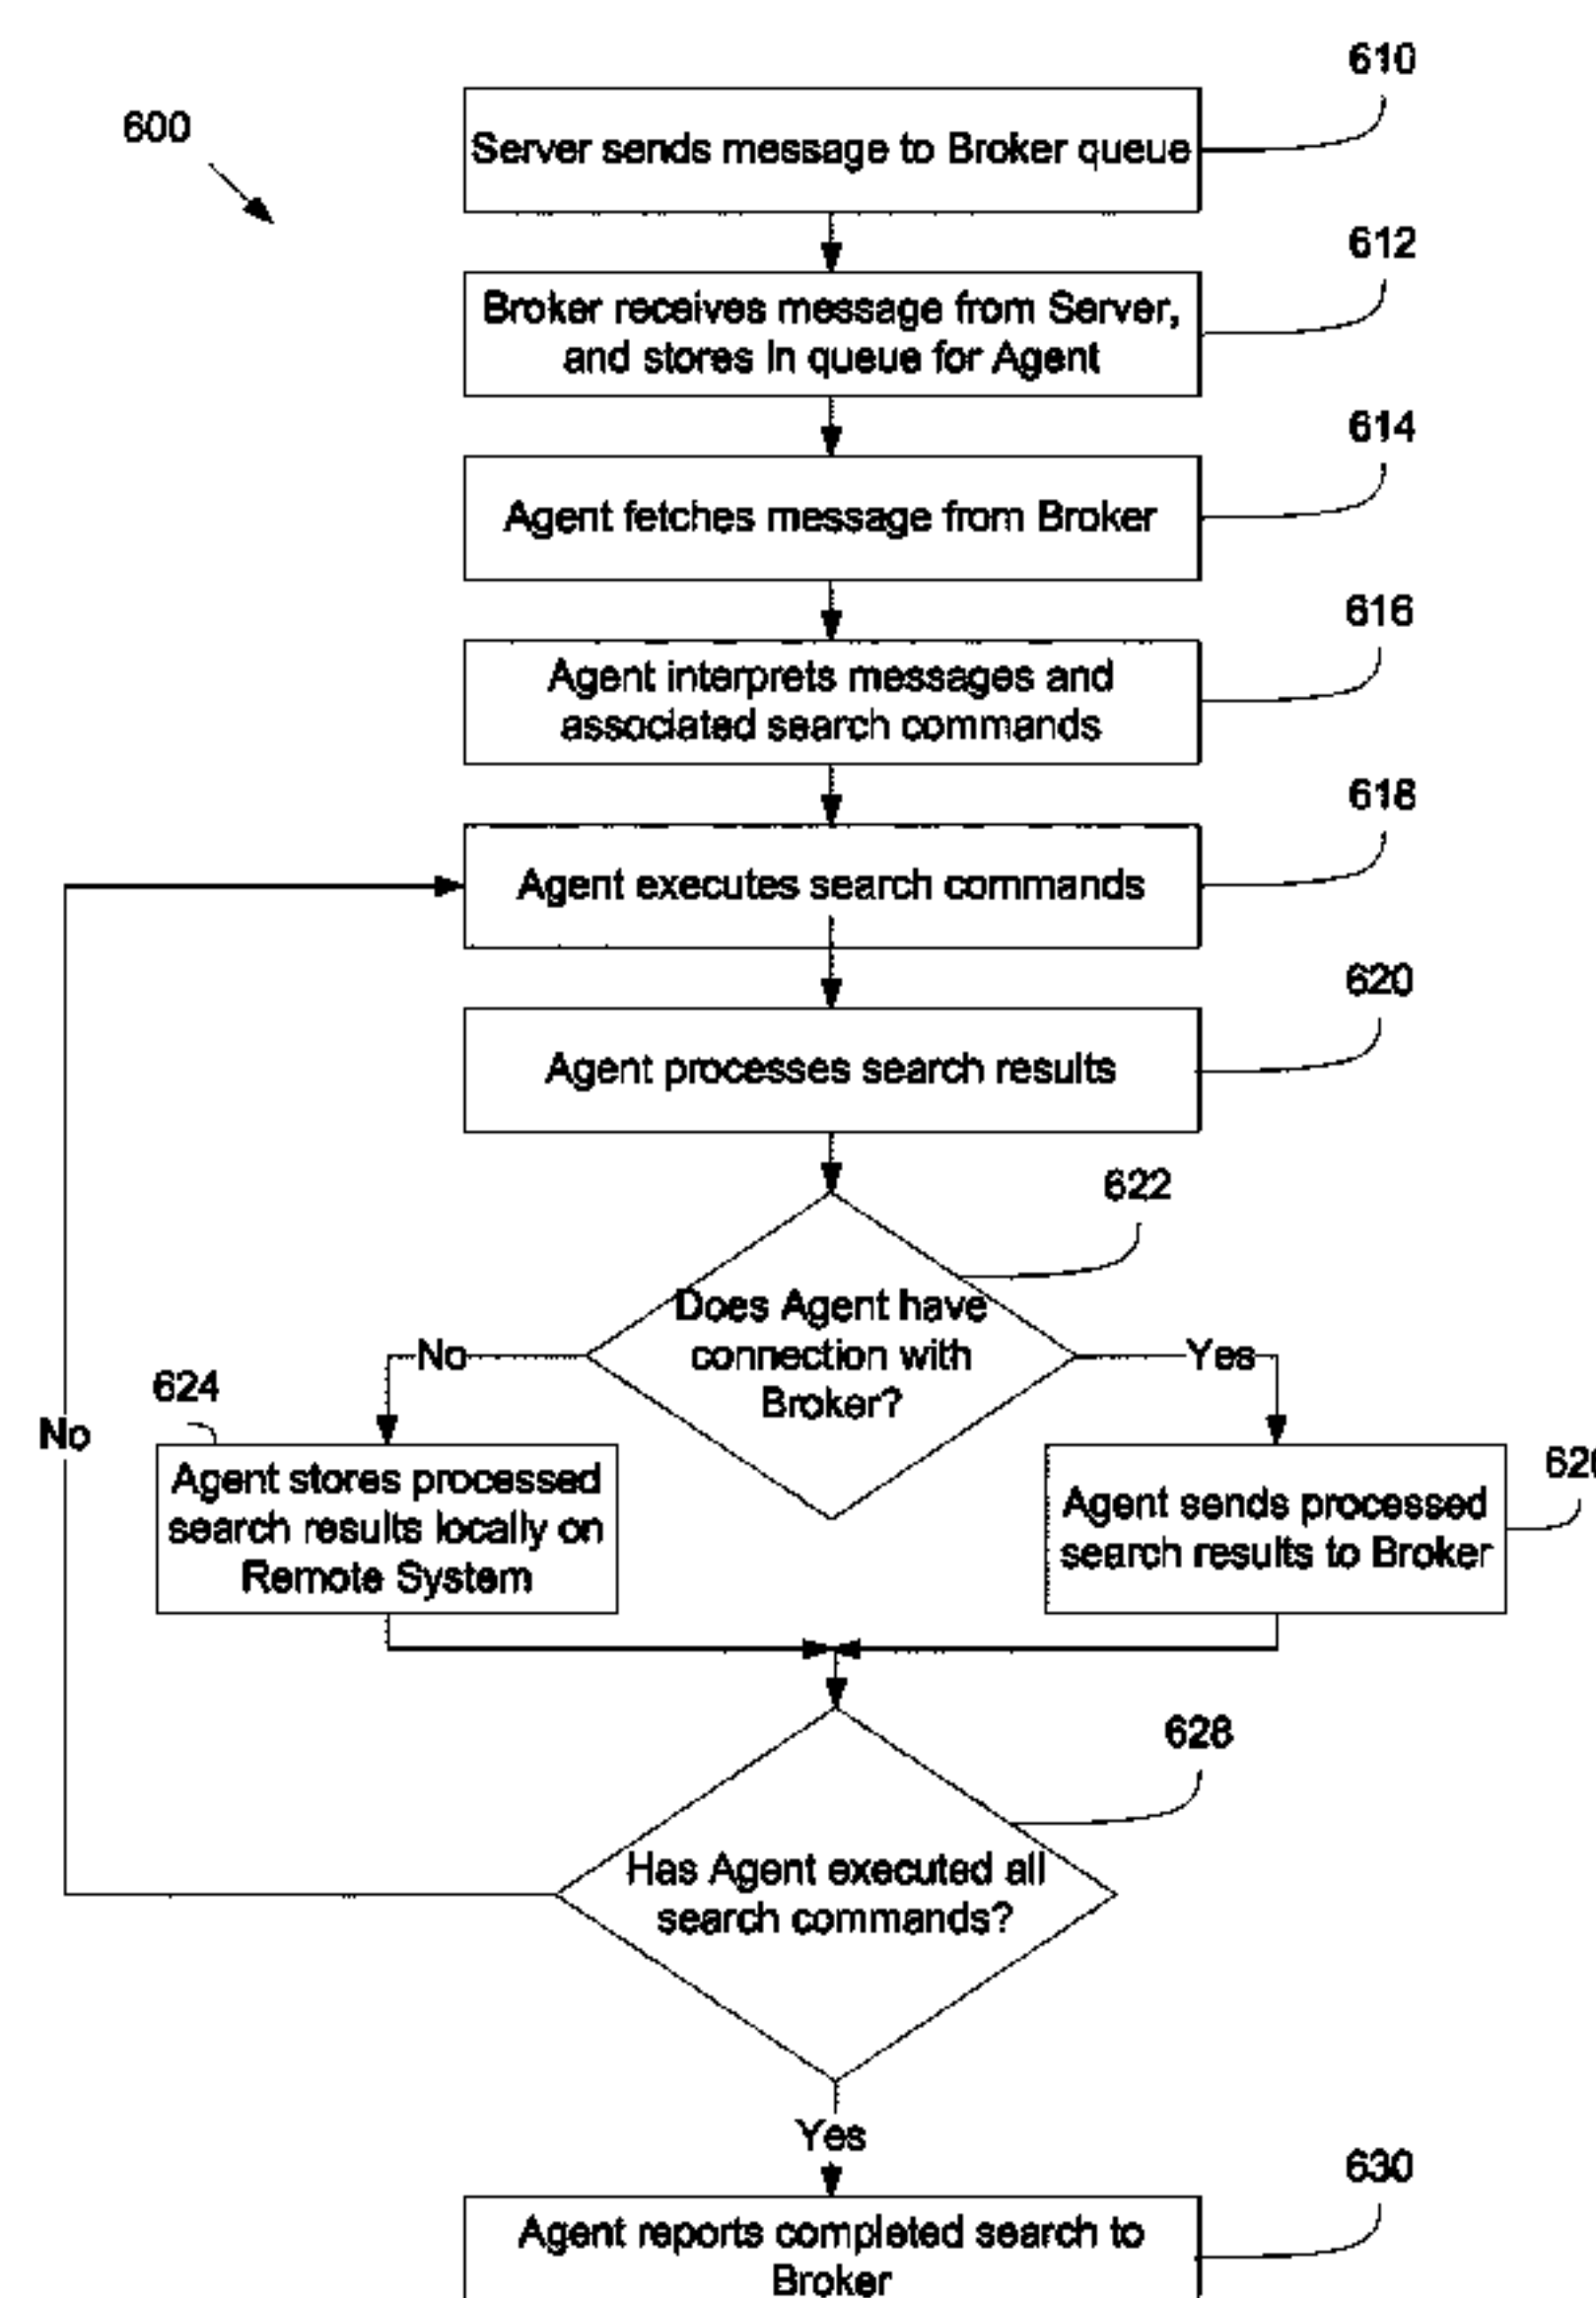 610
600
Server sends message to Broker queue
612
Broker receives message from Server,
and stores in queue for Agent
614
Agent fetches message from Broker
616
Agent interprets messages and
associated search commands
618
Agent executes search commands
620
Agent processes search results
622
Does Agent have
connection with
Broker?
No
Yes
624
No
Agent stores processed
search results locally on
Remote System
Agent sends processed
search results to Broker
628
Has Agent executed all
search commands?
Yes
630
Agent reports completed search to
Broker